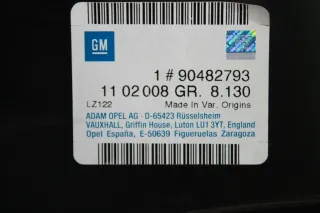 GM
1 # 90482793
11 02 008 GR. 8.130
LZ122 Made In Var. Origins
ADAM OPEL AG · D-65423 Rüsselsheim
VAUXHALL, Griffin House, Luton LU1 3YT, England
Opel España, E-50639 Figueruelas Zaragoza